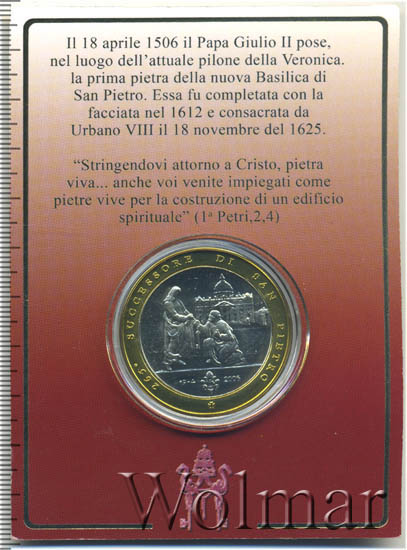 Il 18 aprile 1506 il Papa Giulio II pose,
nel luogo dell'attuale pilone della Veronica.
la prima pietra della nuova Basilica di
San Pietro. Essa fu completata con la
facciata nel 1612 e consacrata da
Urbano VIII il 18 novembre del 1625.
"Stringendovi attorno a Cristo, pietra
viva... anche voi venite impiegati come
pietre vive per la costruzione di un edificio
spirituale" (1ª Petri,2,4)
265° SUCCESSORE DI SAN PIETRO
Wolmar